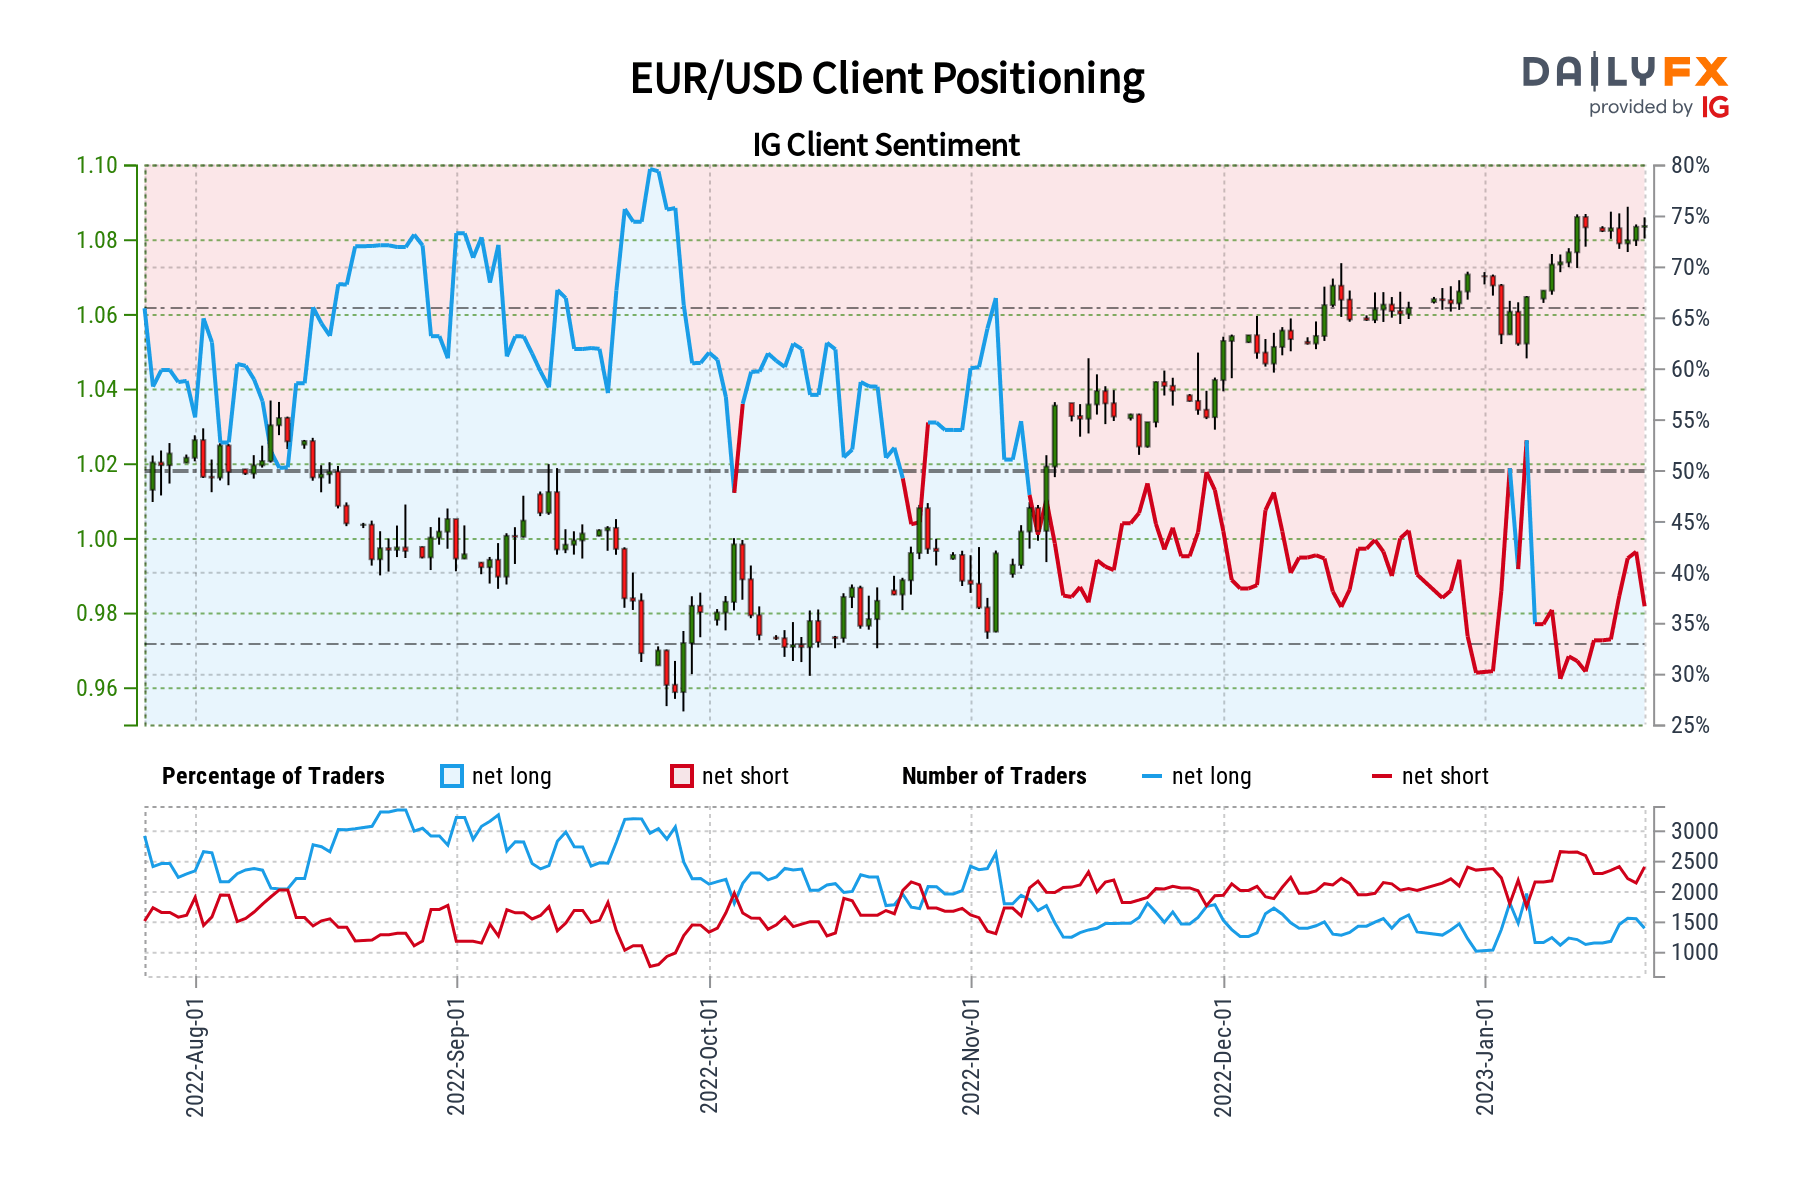 EUR/USD Client Positioning
DAILYFX
provided by IG
IG Client Sentiment
1.10
1.08
1.06
1.04
1.02
1.00
0.98
0.96
80%
75%
70%
65%
60%
55%
50%
45%
40%
35%
30%
25%
Percentage of Traders net long net short Number of Traders net long net short
3000
2500
2000
1500
1000
2022-Aug-01
2022-Sep-01
2022-Oct-01
2022-Nov-01
2022-Dec-01
2023-Jan-01